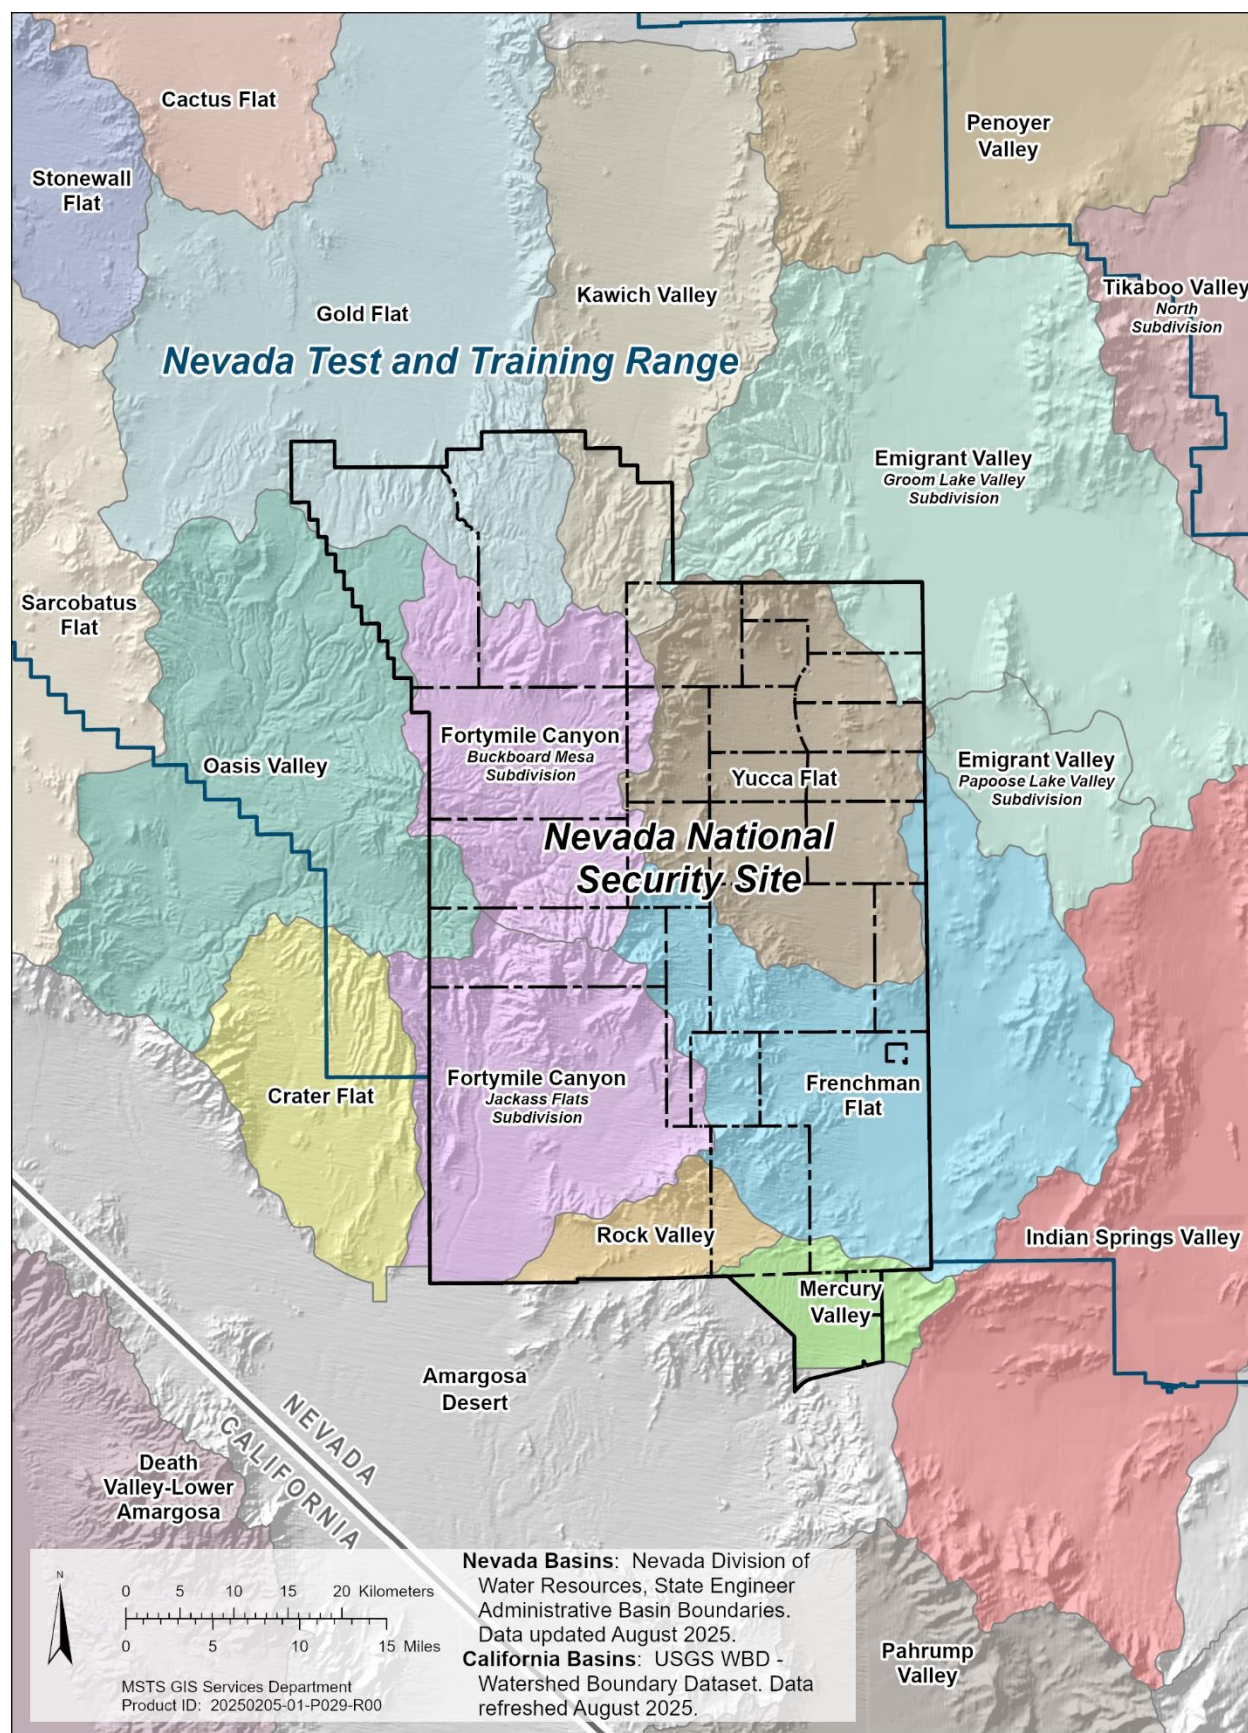 Cactus Flat
Penoyer
Valley
Stonewall
Flat
Tikaboo Valley
North
Subdivision
Kawich Valley
Gold Flat
Nevada Test and Training Range
Emigrant Valley
Groom Lake Valley
Subdivision
Sarcobatus
Flat
Fortymile Canyon
Buckboard Mesa
Subdivision
Oasis Valley
Yucca Flat
Emigrant Valley
Papoose Lake Valley
Subdivision
Nevada National
Security Site
Crater Flat
Fortymile Canyon
Jackass Flats
Subdivision
Frenchman
Flat
Rock Valley
Indian Springs Valley
Mercury
Valley
Amargosa
Desert
NEVADA
CALIFORNIA
Death
Valley-Lower
Amargosa
Pahrump
Valley
N
0 5 10 15 20 Kilometers
0 5 10 15 Miles
MSTS GIS Services Department
Product ID: 20250205-01-P029-R00
Nevada Basins: Nevada Division of
Water Resources, State Engineer
Administrative Basin Boundaries.
Data updated August 2025.
California Basins: USGS WBD -
Watershed Boundary Dataset. Data
refreshed August 2025.